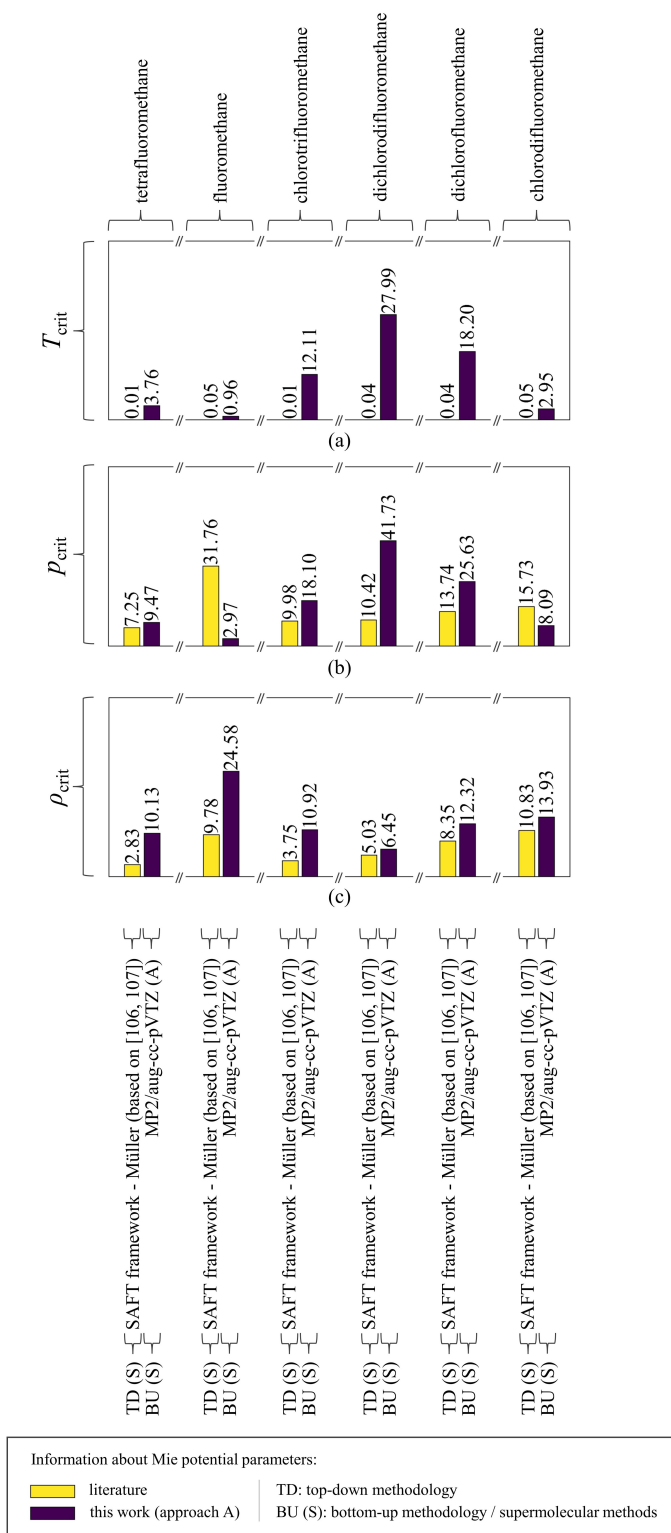 tetrafluoromethane
fluoromethane
chlorotrifluoromethane
dichlorodifluoromethane
dichlorofluoromethane
chlorodifluoromethane
T crit
0.01
3.76
0.05
0.96
0.01
12.11
0.04
27.99
0.04
18.20
0.05
2.95
(a)
p crit
7.25
9.47
31.76
2.97
9.98
18.10
10.42
41.73
13.74
25.63
15.73
8.09
(b)
ρ crit
2.83
10.13
9.78
24.58
3.75
10.92
5.03
6.45
8.35
12.32
10.83
13.93
(c)
TD (S) SAFT framework - Müller (based on [106, 107])
BU (S) MP2/aug-cc-pVTZ (A)
TD (S) SAFT framework - Müller (based on [106, 107])
BU (S) MP2/aug-cc-pVTZ (A)
TD (S) SAFT framework - Müller (based on [106, 107])
BU (S) MP2/aug-cc-pVTZ (A)
TD (S) SAFT framework - Müller (based on [106, 107])
BU (S) MP2/aug-cc-pVTZ (A)
TD (S) SAFT framework - Müller (based on [106, 107])
BU (S) MP2/aug-cc-pVTZ (A)
TD (S) SAFT framework - Müller (based on [106, 107])
BU (S) MP2/aug-cc-pVTZ (A)
Information about Mie potential parameters:
literature
this work (approach A)
TD: top-down methodology
BU (S): bottom-up methodology / supermolecular methods